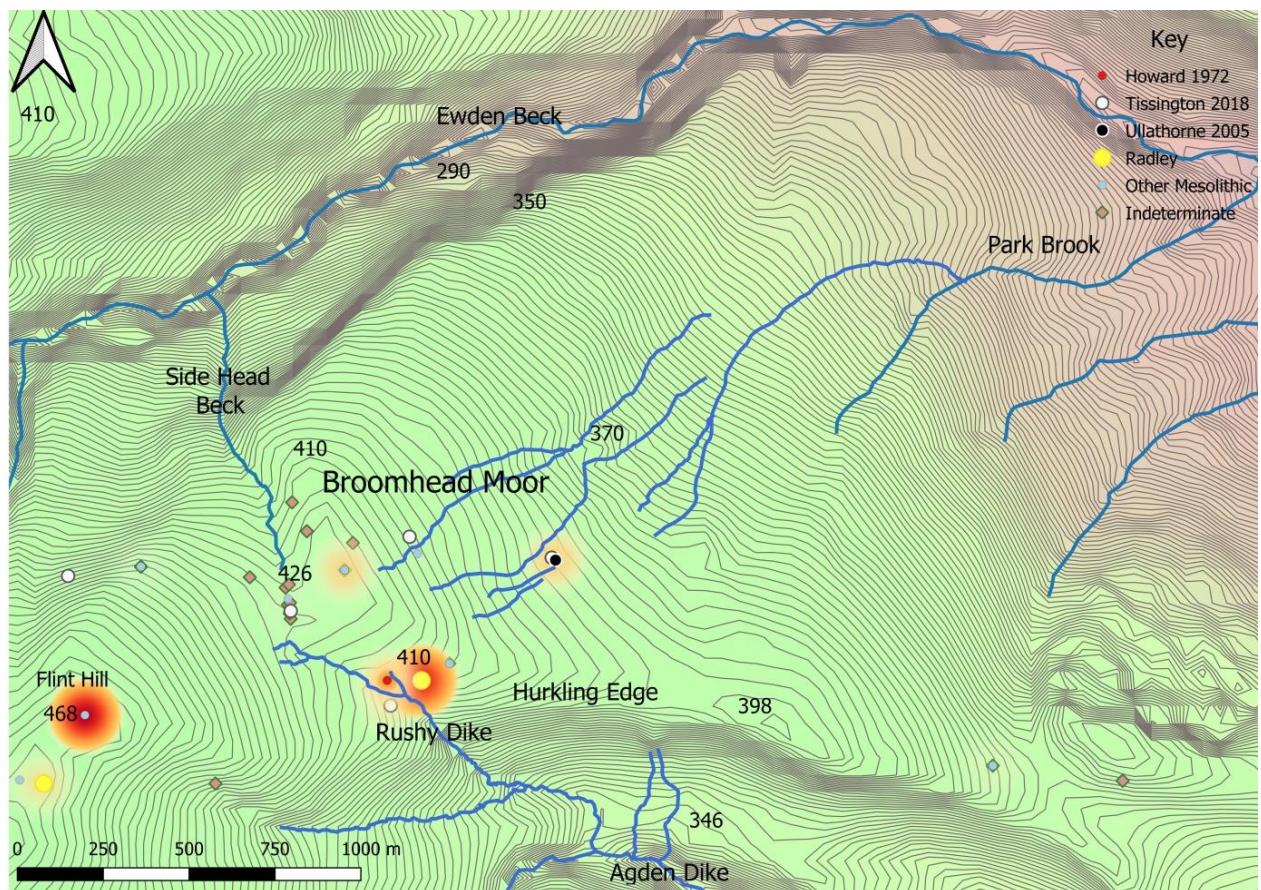 Key
Howard 1972
Tissington 2018
Ullathorne 2005
Radley
Other Mesolithic
Indeterminate
410
Ewden Beck
290
350
Park Brook
Side Head
Beck
410
370
Broomhead Moor
426
410
Flint Hill
468
Hurkling Edge
398
Rushy Dike
346
Agden Dike
0 250 500 750 1000 m